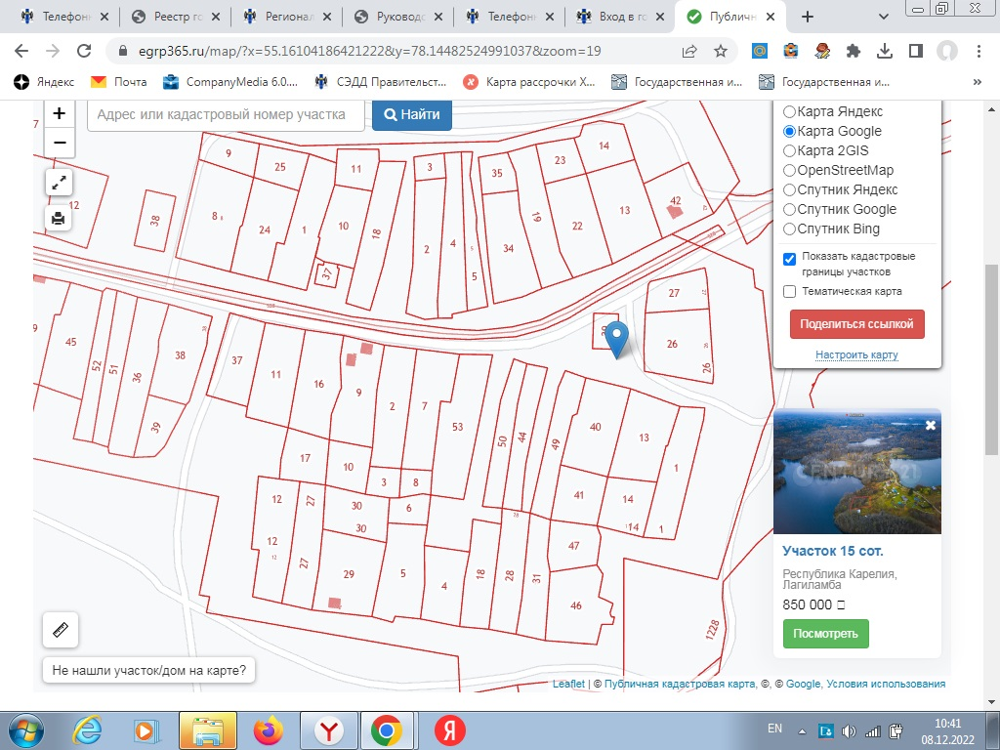 Телефонн
Реестр го
Регионал
Руководс
Телефонн
Вход в го
Публичн
egrp365.ru/map/?x=55.16104186421222&y=78.14482524991037&zoom=19
Яндекс
Почта
CompanyMedia 6.0....
СЭДД Правительст...
Карта рассрочки Х...
Государственная и...
Государственная и...
»
+
−
Адрес или кадастровый номер участка
Найти
Карта Яндекс
Карта Google
Карта 2GIS
OpenStreetMap
Спутник Яндекс
Спутник Google
Спутник Bing
Показать кадастровые
границы участков
Тематическая карта
Поделиться ссылкой
Настроить карту
7
9
25
11
3
35
23
14
12
38
8
24
1
10
18
2
4
5
5
34
19
22
13
42
37
27
26
26
9
45
52
51
36
38
39
37
11
16
9
2
7
53
50
44
49
40
13
1
17
10
3
8
41
14
14
1
12
27
30
30
6
12
27
29
5
4
18
28
31
47
46
1228
CENTURY 21
Участок 15 сот.
Республика Карелия,
Лагиламба
850 000
Посмотреть
Не нашли участок/дом на карте?
Leaflet | © Публичная кадастровая карта, ©, © Google, Условия использования
EN
10:41
08.12.2022